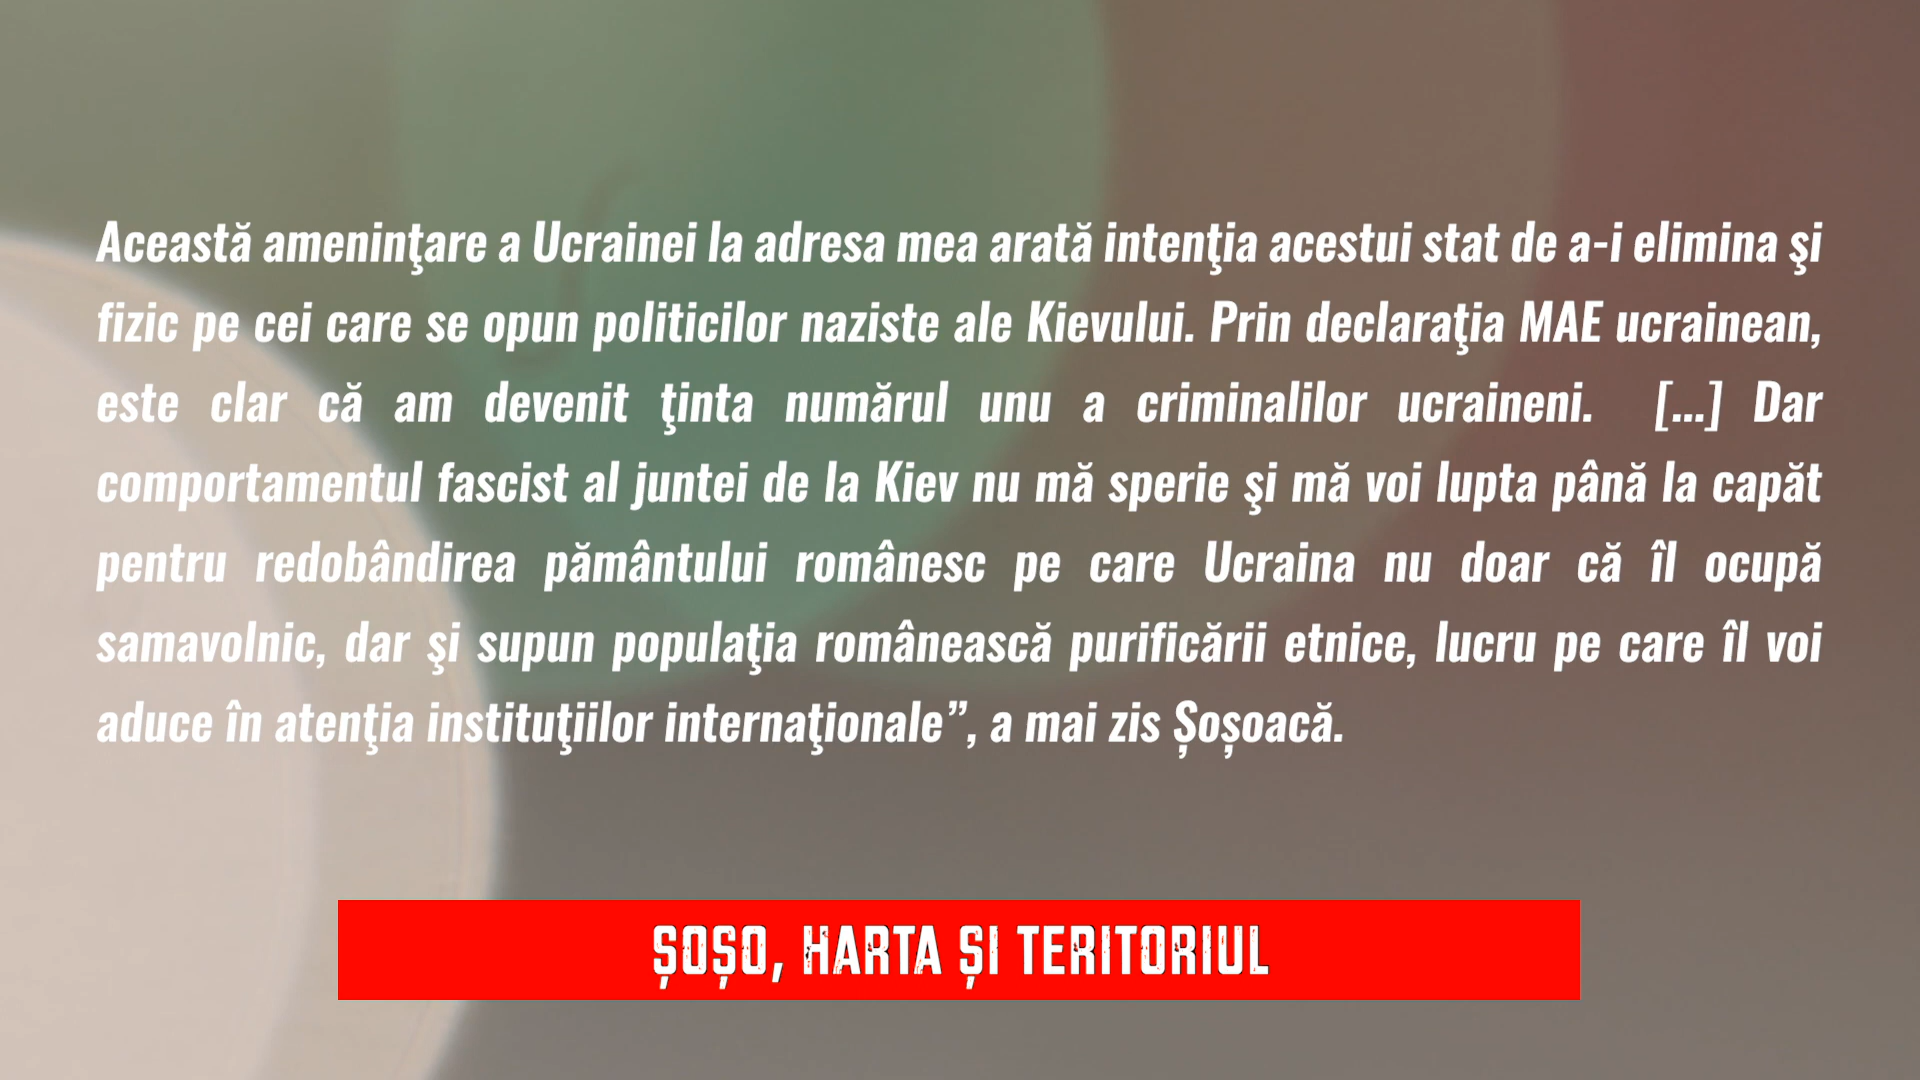 Această ameninţare a Ucrainei la adresa mea arată intenţia acestui stat de a-i elimina şi
fizic pe cei care se opun politicilor naziste ale Kievului. Prin declaraţia MAE ucrainean,
este clar că am devenit ţinta numărul unu a criminalilor ucraineni. [...] Dar
comportamentul fascist al juntei de la Kiev nu mă sperie şi mă voi lupta până la capăt
pentru redobândirea pământului românesc pe care Ucraina nu doar că îl ocupă
samavolnic, dar şi supun populaţia românească purificării etnice, lucru pe care îl voi
aduce în atenţia instituţiilor internaţionale”, a mai zis Șoșoacă.
ȘOȘO, HARTA ȘI TERITORIUL